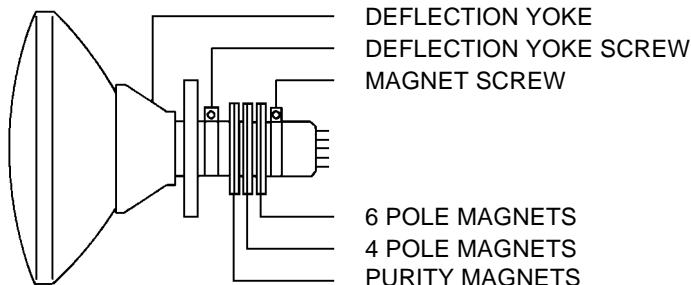 DEFLECTION YOKE
DEFLECTION YOKE SCREW
MAGNET SCREW
6 POLE MAGNETS
4 POLE MAGNETS
PURITY MAGNETS